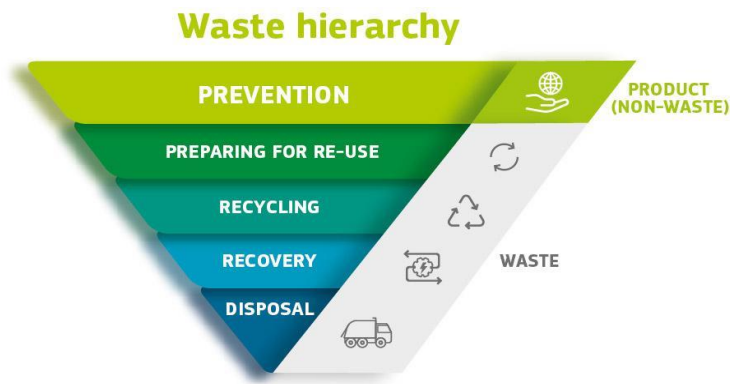 Waste hierarchy
PREVENTION
PRODUCT
(NON-WASTE)
PREPARING FOR RE-USE
RECYCLING
RECOVERY
WASTE
DISPOSAL